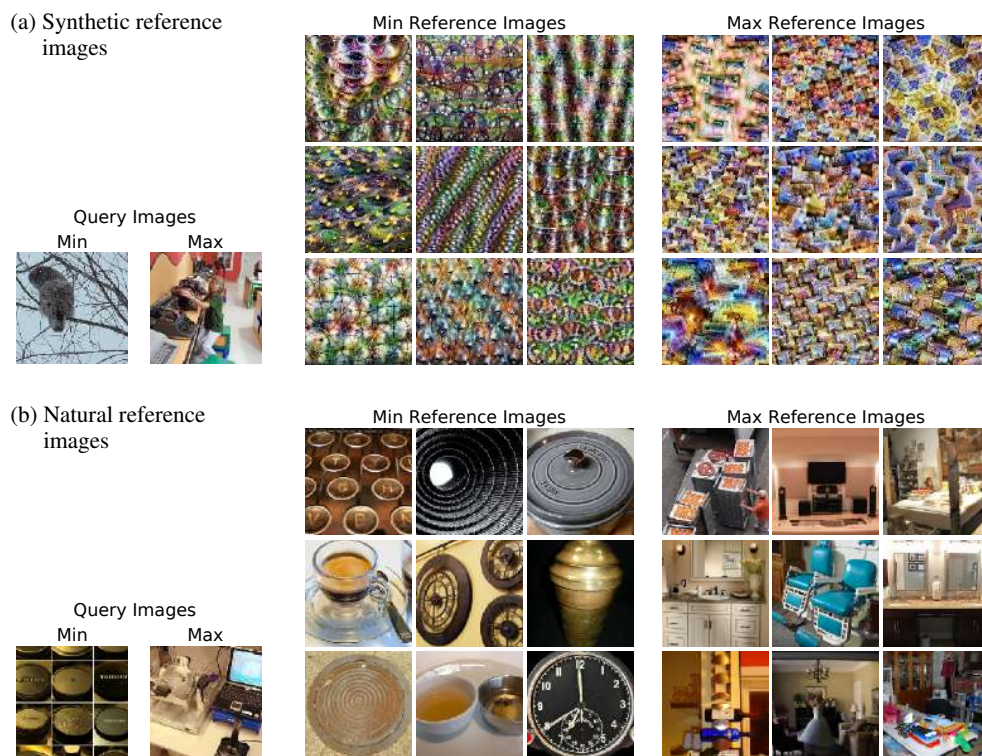 (a) Synthetic reference
images
Min Reference Images
Max Reference Images
Query Images
Min
Max
(b) Natural reference
images
Min Reference Images
Max Reference Images
Query Images
Min
Max
G H
12